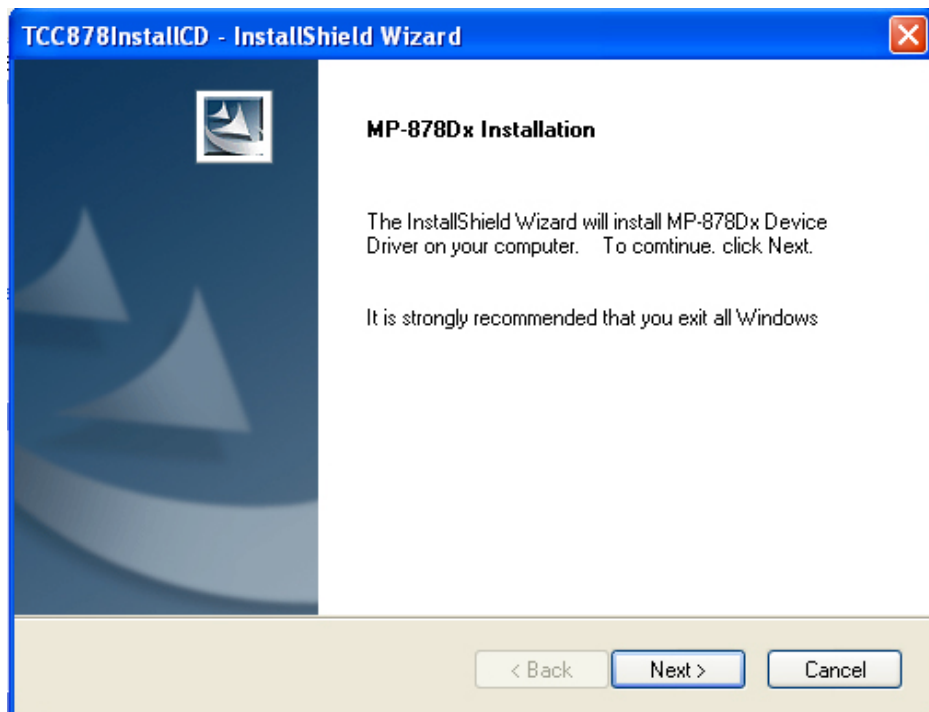 TCC878InstallCD - InstallShield Wizard
MP-878Dx Installation
The InstallShield Wizard will install MP-878Dx Device
Driver on your computer.    To comtinue. click Next.
It is strongly recommended that you exit all Windows
< Back
Next >
Cancel